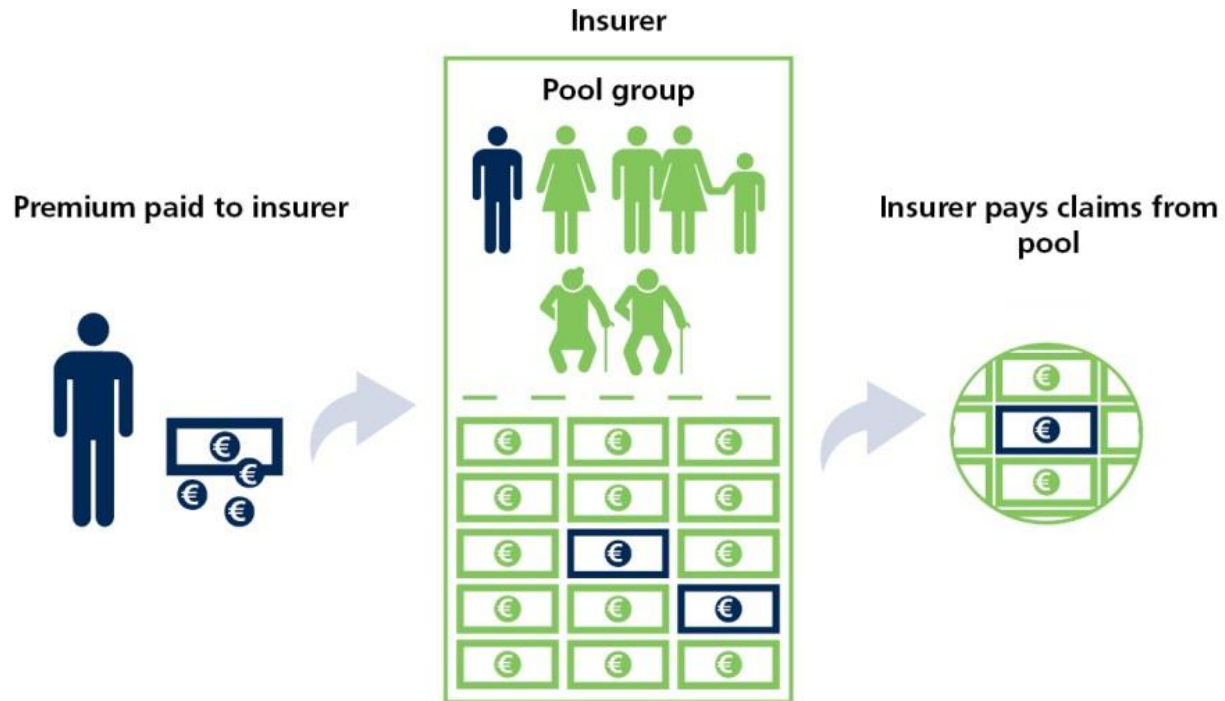 Insurer
Pool group
Premium paid to insurer
Insurer pays claims from
pool
€
€
€
€
€ € €
€ € €
€ € €
€ € €
€ € €
€
€
€